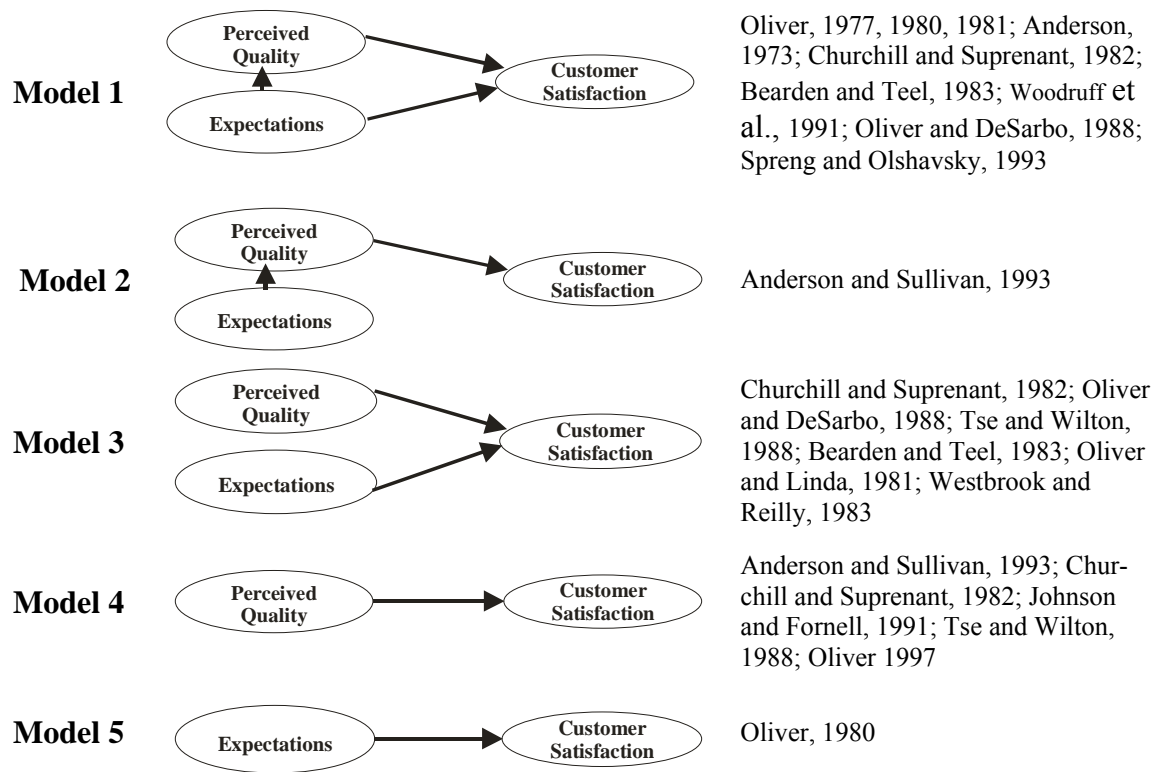 Model 1
Perceived
Quality
Expectations
Customer
Satisfaction
Oliver, 1977, 1980, 1981; Anderson,
1973; Churchill and Suprenant, 1982;
Bearden and Teel, 1983; Woodruff et
al., 1991; Oliver and DeSarbo, 1988;
Spreng and Olshavsky, 1993
Model 2
Perceived
Quality
Expectations
Customer
Satisfaction
Anderson and Sullivan, 1993
Model 3
Perceived
Quality
Expectations
Customer
Satisfaction
Churchill and Suprenant, 1982; Oliver
and DeSarbo, 1988; Tse and Wilton,
1988; Bearden and Teel, 1983; Oliver
and Linda, 1981; Westbrook and
Reilly, 1983
Model 4
Perceived
Quality
Customer
Satisfaction
Anderson and Sullivan, 1993; Chur-
chill and Suprenant, 1982; Johnson
and Fornell, 1991; Tse and Wilton,
1988; Oliver 1997
Model 5
Expectations
Customer
Satisfaction
Oliver, 1980